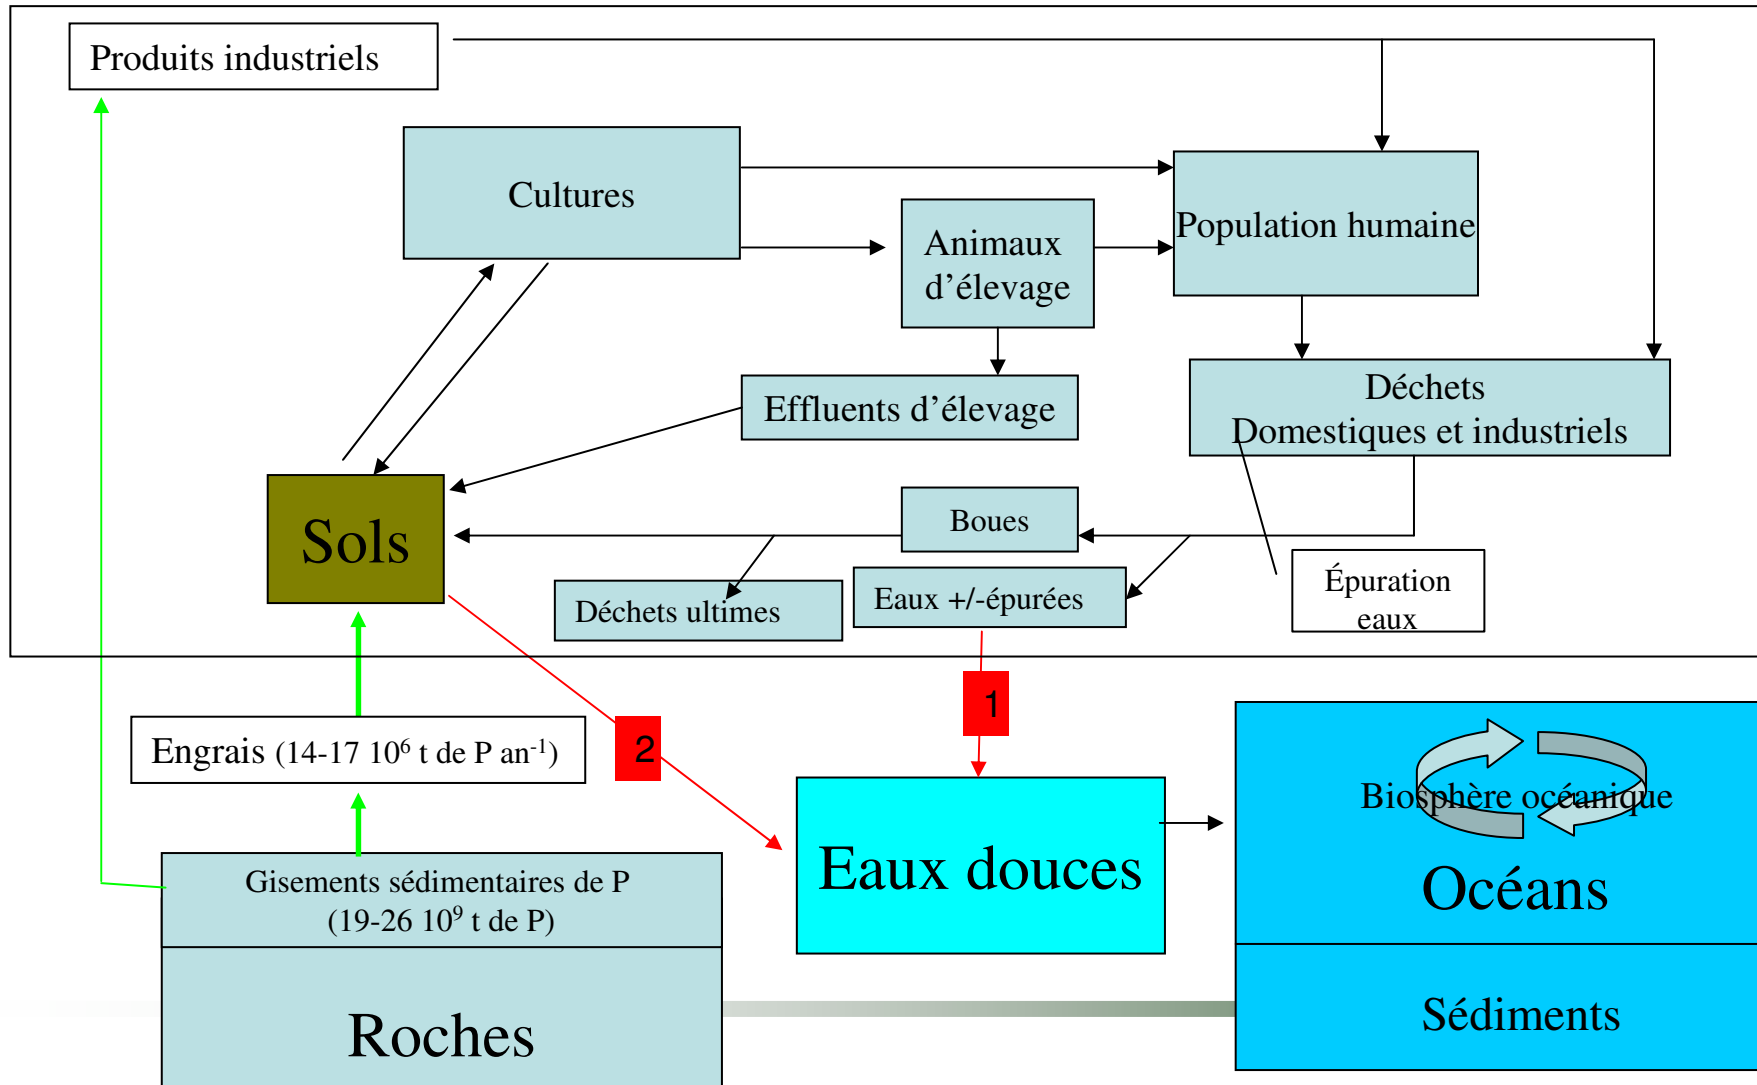 Produits industriels
Cultures
Population humaine
Animaux
d’élevage
Déchets
Domestiques et industriels
Effluents d’élevage
Sols
Boues
Épuration
eaux
Déchets ultimes
Eaux +/-épurées
1
2
Engrais (14-17 10⁶ t de P an⁻¹)
Biosphère océanique
Eaux douces
Océans
Gisements sédimentaires de P
(19-26 10⁹ t de P)
Sédiments
Roches